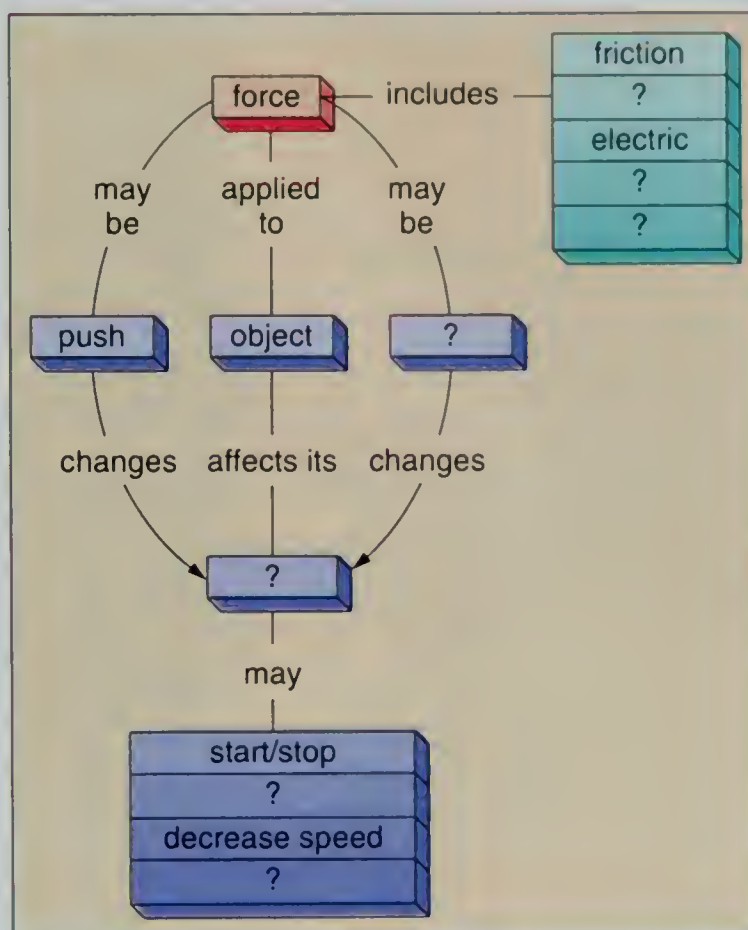 friction
force
includes
?
electric
?
?
may
be
applied
to
may
be
push
object
?
changes
affects its
changes
?
may
start/stop
?
decrease speed
?